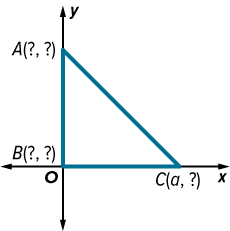 y
A(?, ?)
B(?, ?)
O
C(a, ?)
x